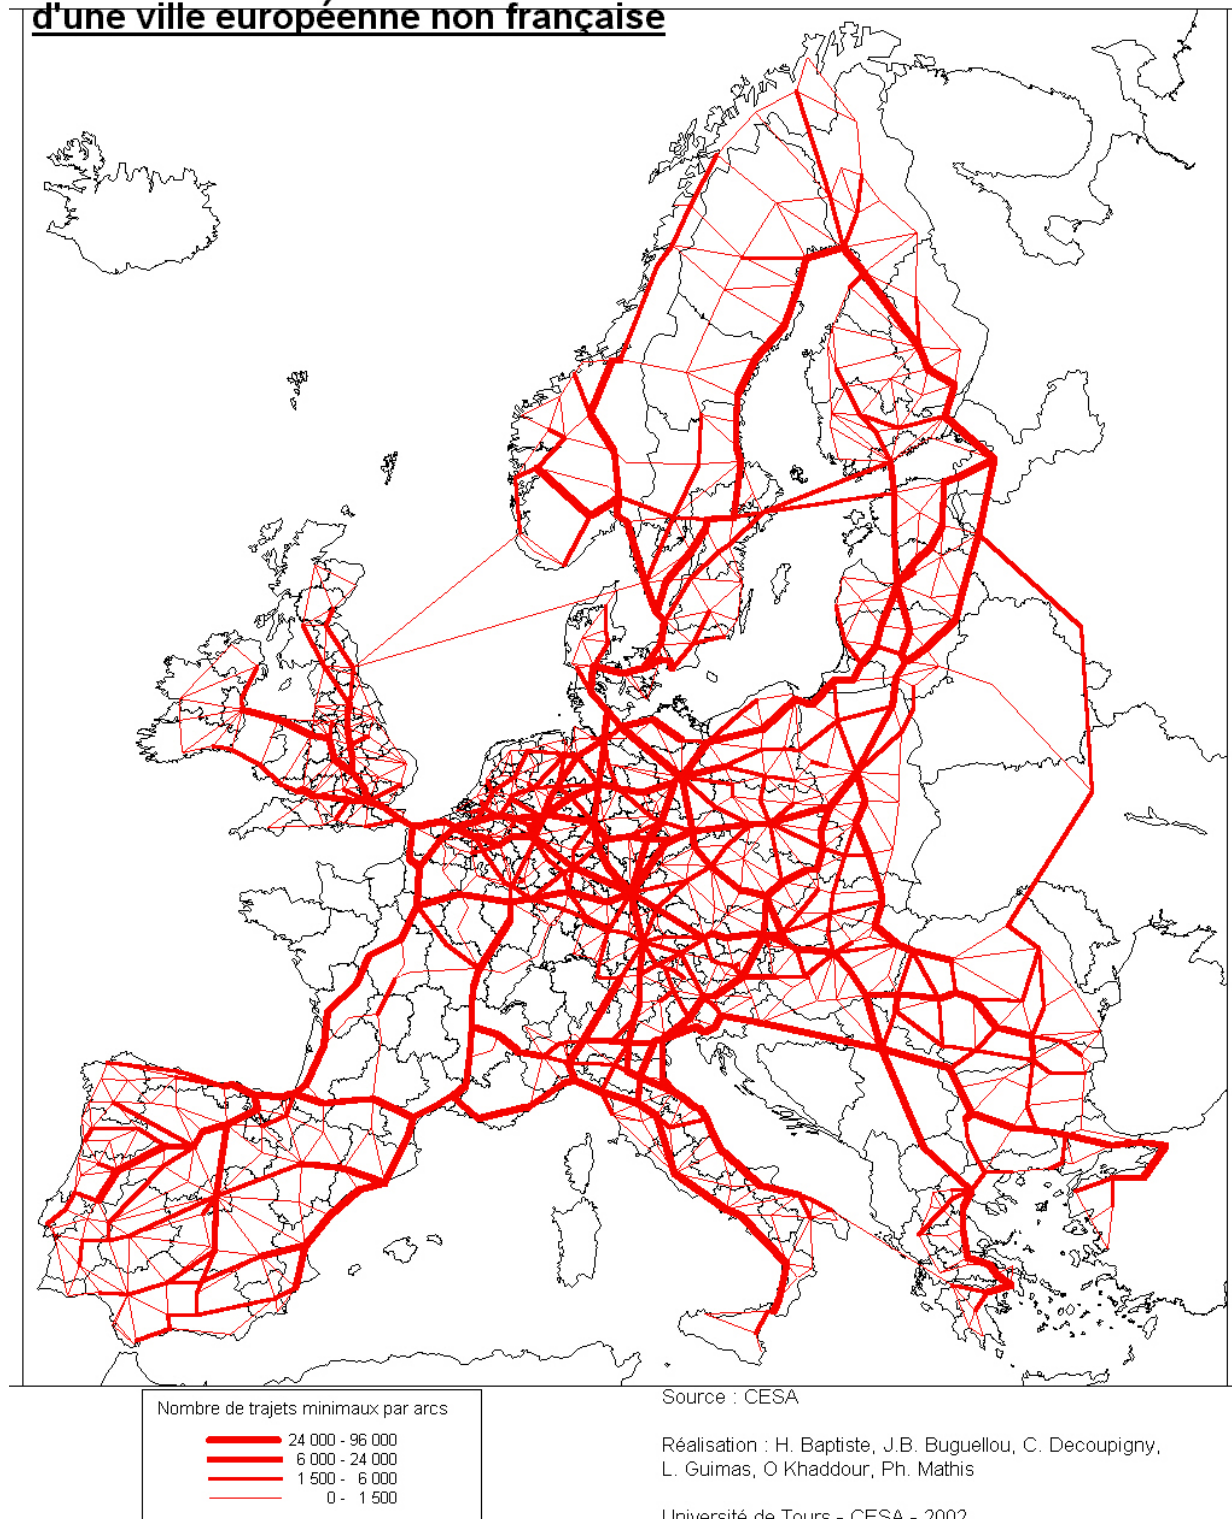 d'une ville européenne non française
Nombre de trajets minimaux par arcs
24 000 - 96 000
6 000 - 24 000
1 500 - 6 000
0 - 1 500
Source : CESA
Réalisation : H. Baptiste, J.B. Buguellou, C. Decoupigny,
L. Guimas, O Khaddour, Ph. Mathis
Université de Tours - CESA - 2002